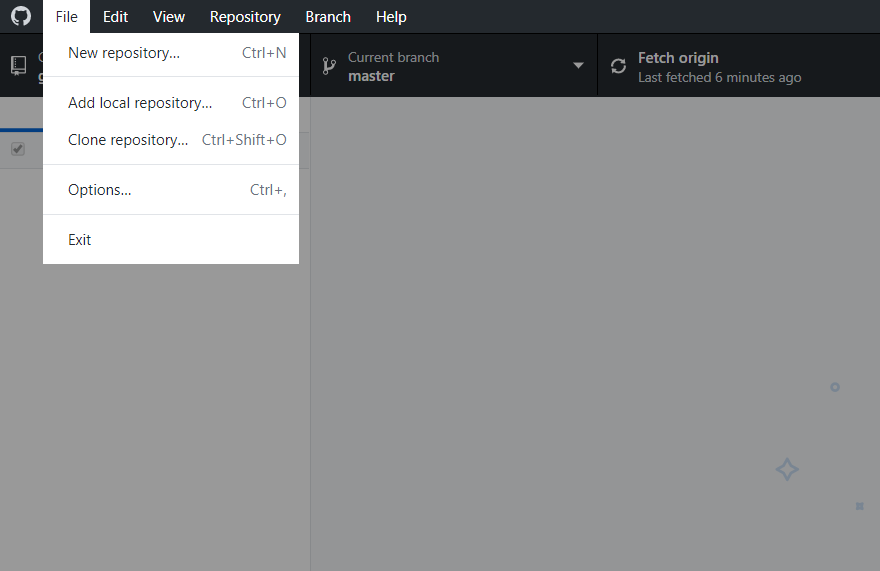 File Edit View Repository Branch Help
New repository... Ctrl+N
Add local repository... Ctrl+O
Clone repository... Ctrl+Shift+O
Options... Ctrl+,
Exit
Current branch
master
Fetch origin
Last fetched 6 minutes ago